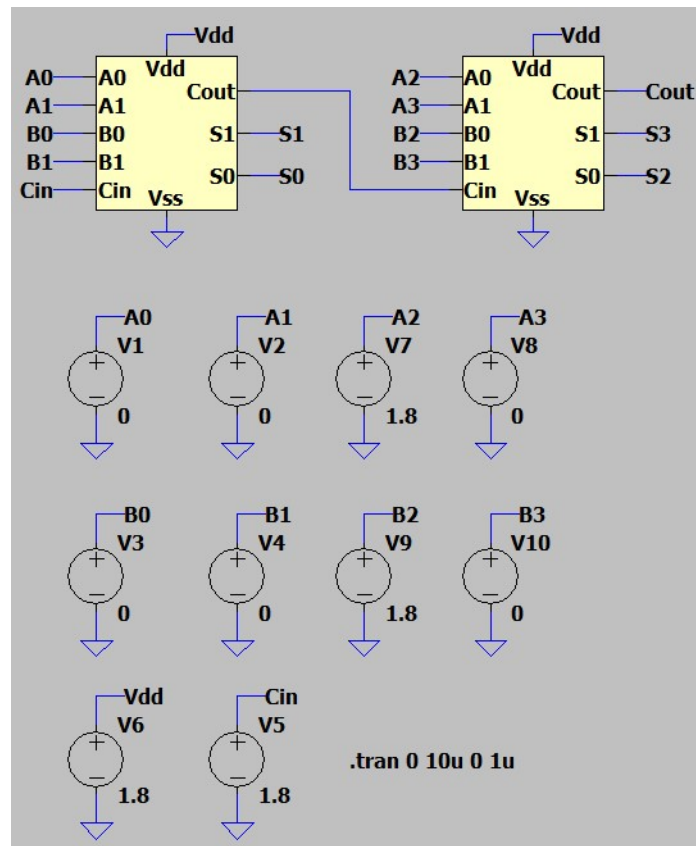 Vdd
Vdd
A0 A0 Vdd Cout
A1 A1
B0 B0 S1 S1
B1 B1 S0 S0
Cin Cin Vss
A2 A0 Vdd Cout Cout
A3 A1
B2 B0 S1 S3
B3 B1 S0 S2
Cin Vss
A0 A1 A2 A3
V1 V2 V7 V8
0 0 1.8 0
B0 B1 B2 B3
V3 V4 V9 V10
0 0 1.8 0
Vdd Cin
V6 V5
.tran 0 10u 0 1u
1.8 1.8